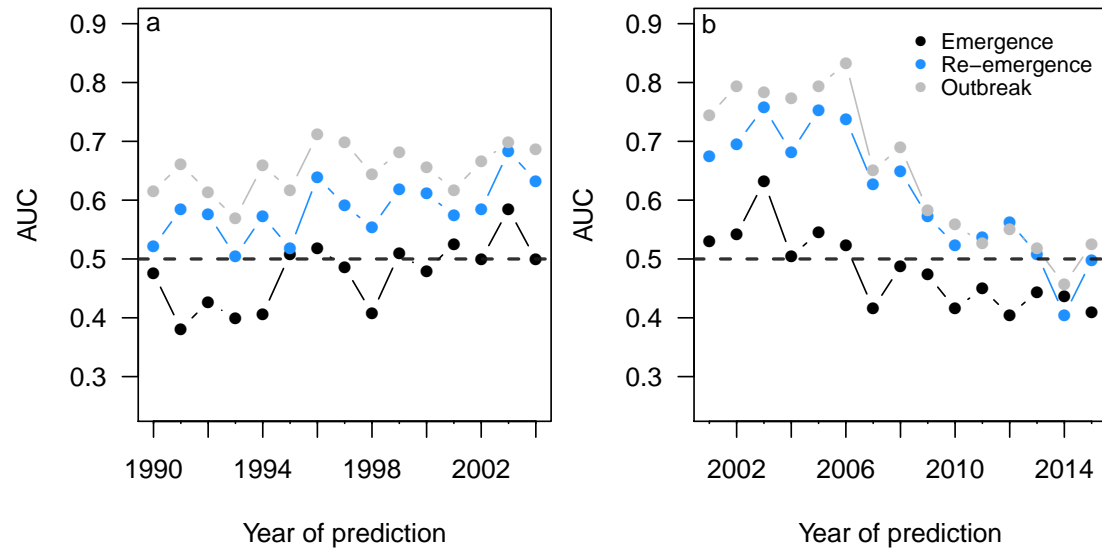 a
0.9
0.8
0.7
0.6
0.5
0.4
0.3
AUC
1990 1994 1998 2002
Year of prediction
b
Emergence
Re−emergence
Outbreak
0.9
0.8
0.7
0.6
0.5
0.4
0.3
AUC
2002 2006 2010 2014
Year of prediction